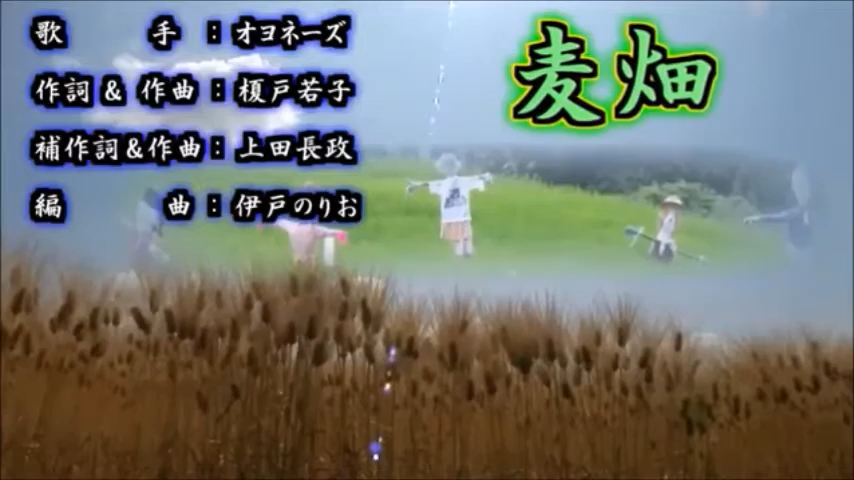 麦畑
歌 手 : オヨネーズ
作詞 & 作曲 : 榎戸若子
補作詞&作曲 : 上田長政
編 曲 : 伊戸のりお